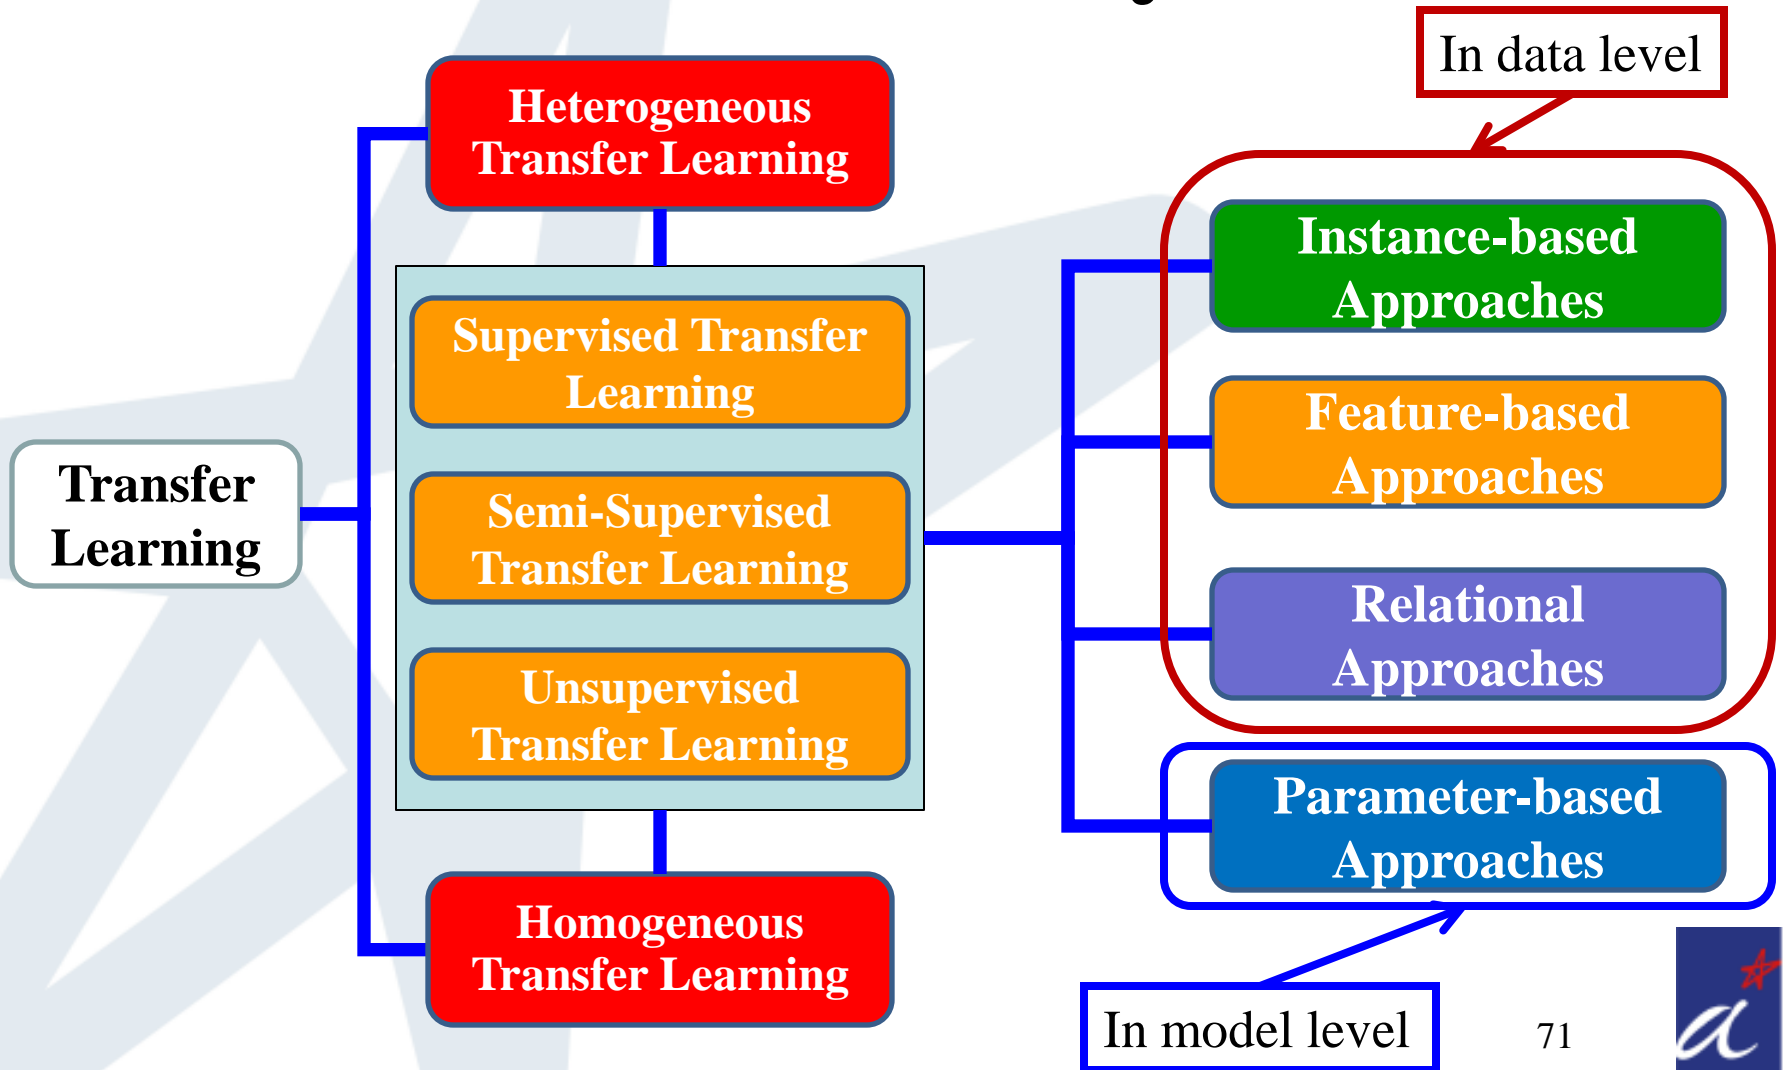 In data level
Heterogeneous
Transfer Learning
Instance-based
Approaches
Supervised Transfer
Learning
Feature-based
Approaches
Transfer
Learning
Semi-Supervised
Transfer Learning
Relational
Approaches
Unsupervised
Transfer Learning
Parameter-based
Approaches
Homogeneous
Transfer Learning
In model level
71